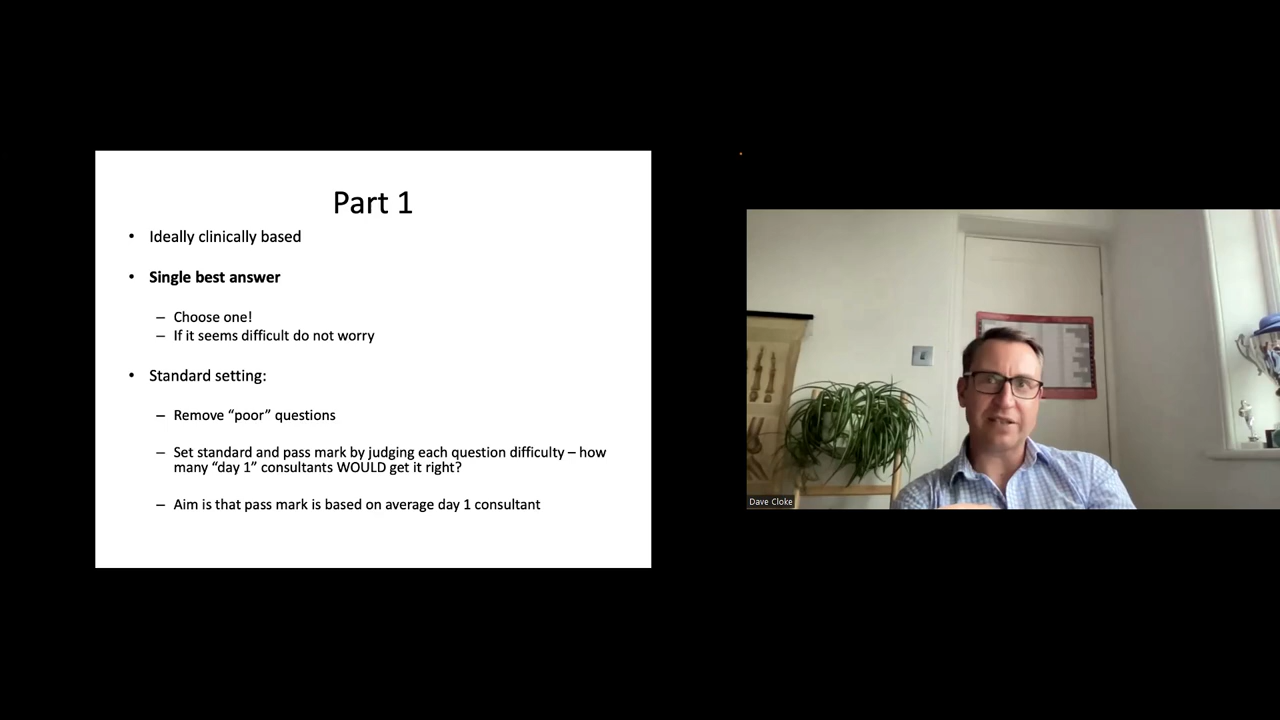 Part 1
• Ideally clinically based
• Single best answer
– Choose one!
– If it seems difficult do not worry
• Standard setting:
– Remove “poor” questions
– Set standard and pass mark by judging each question difficulty – how
many “day 1” consultants WOULD get it right?
– Aim is that pass mark is based on average day 1 consultant
Dave Cloke